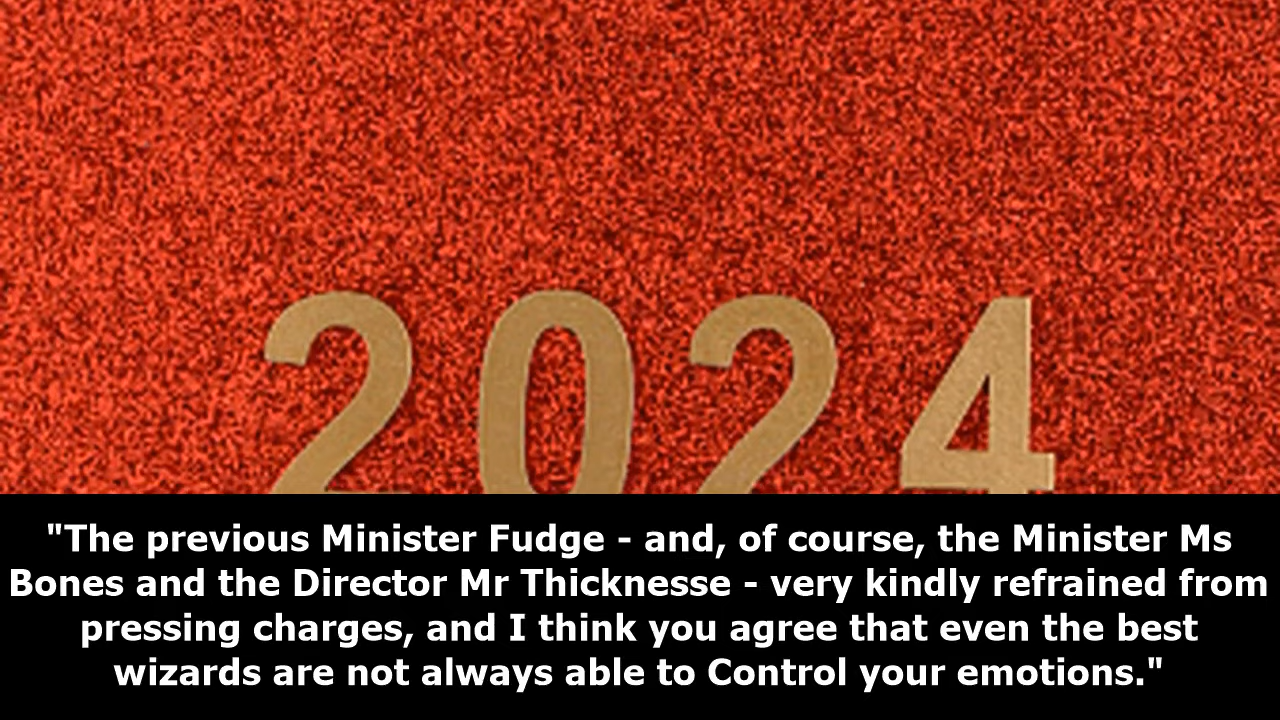 2024
"The previous Minister Fudge - and, of course, the Minister Ms
Bones and the Director Mr Thicknesse - very kindly refrained from
pressing charges, and I think you agree that even the best
wizards are not always able to Control your emotions."